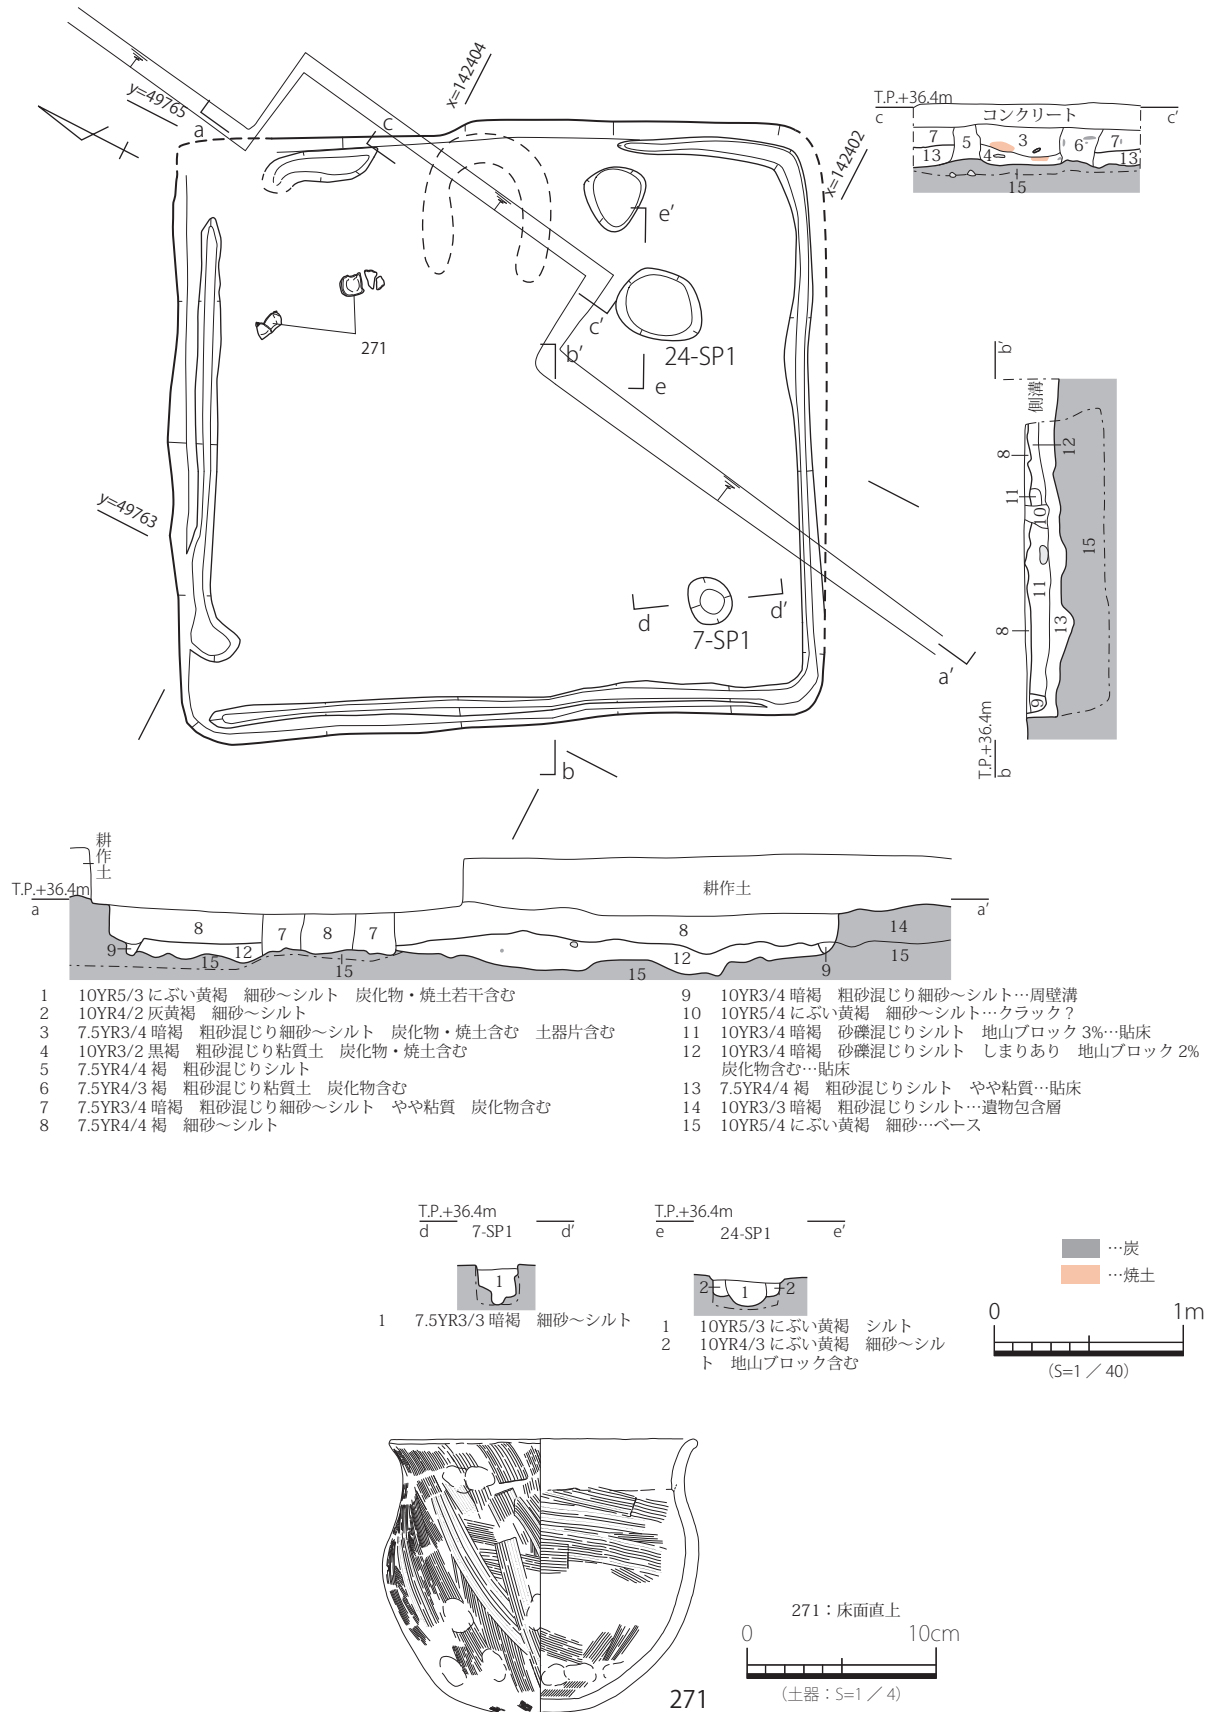 y=49765
x=142404
x=142402
a
c
e'
c'
24-SP1
b'
e
271
y=49763
d
d'
7-SP1
a'
b
T.P.+36.4m
c
c'
コンクリート
7
5
3
6
7
13
4
13
15
b'
側溝
12
8
11
10
15
11
13
8
9
T.P.+36.4m
b
耕作土
T.P.+36.4m
a
耕作土
a'
8
7
8
7
8
14
9
12
12
15
15
15
15
9
1 10YR5/3 にぶい黄褐 細砂~シルト 炭化物・焼土若干含む
2 10YR4/2 灰黄褐 細砂~シルト
3 7.5YR3/4 暗褐 粗砂混じり細砂~シルト 炭化物・焼土含む 土器片含む
4 10YR3/2 黒褐 粗砂混じり粘質土 炭化物・焼土含む
5 7.5YR4/4 褐 粗砂混じりシルト
6 7.5YR4/3 褐 粗砂混じり粘質土 炭化物含む
7 7.5YR3/4 暗褐 粗砂混じり細砂~シルト やや粘質 炭化物含む
8 7.5YR4/4 褐 細砂~シルト
9 10YR3/4 暗褐 粗砂混じり細砂~シルト…周壁溝
10 10YR5/4 にぶい黄褐 細砂~シルト…クラック?
11 10YR3/4 暗褐 砂礫混じりシルト 地山ブロック 3%…貼床
12 10YR3/4 暗褐 砂礫混じりシルト しまりあり 地山ブロック 2%
炭化物含む…貼床
13 7.5YR4/4 褐 粗砂混じりシルト やや粘質…貼床
14 10YR3/3 暗褐 粗砂混じりシルト…遺物包含層
15 10YR5/4 にぶい黄褐 細砂…ベース
T.P.+36.4m
d 7-SP1 d'
1
1 7.5YR3/3 暗褐 細砂~シルト
T.P.+36.4m
e 24-SP1 e'
2 1 2
1 10YR5/3 にぶい黄褐 シルト
2 10YR4/3 にぶい黄褐 細砂~シル
ト 地山ブロック含む
…炭
…焼土
0 1m
(S=1/40)
271:床面直上
0 10cm
(土器:S=1/4)
271